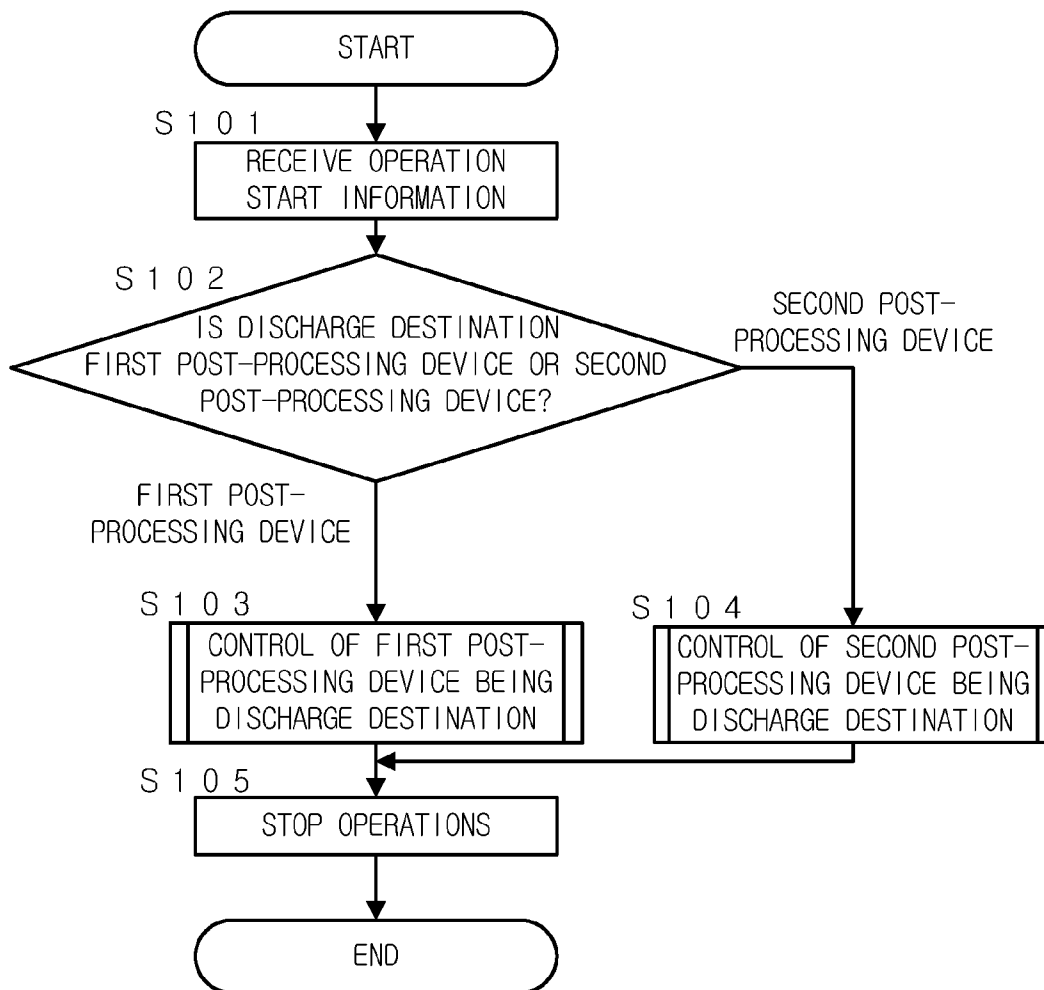 START
S101
RECEIVE OPERATION
START INFORMATION
S102
IS DISCHARGE DESTINATION
FIRST POST-PROCESSING DEVICE OR SECOND
POST-PROCESSING DEVICE?
SECOND POST-
PROCESSING DEVICE
FIRST POST-
PROCESSING DEVICE
S103
CONTROL OF FIRST POST-
PROCESSING DEVICE BEING
DISCHARGE DESTINATION
S104
CONTROL OF SECOND POST-
PROCESSING DEVICE BEING
DISCHARGE DESTINATION
S105
STOP OPERATIONS
END